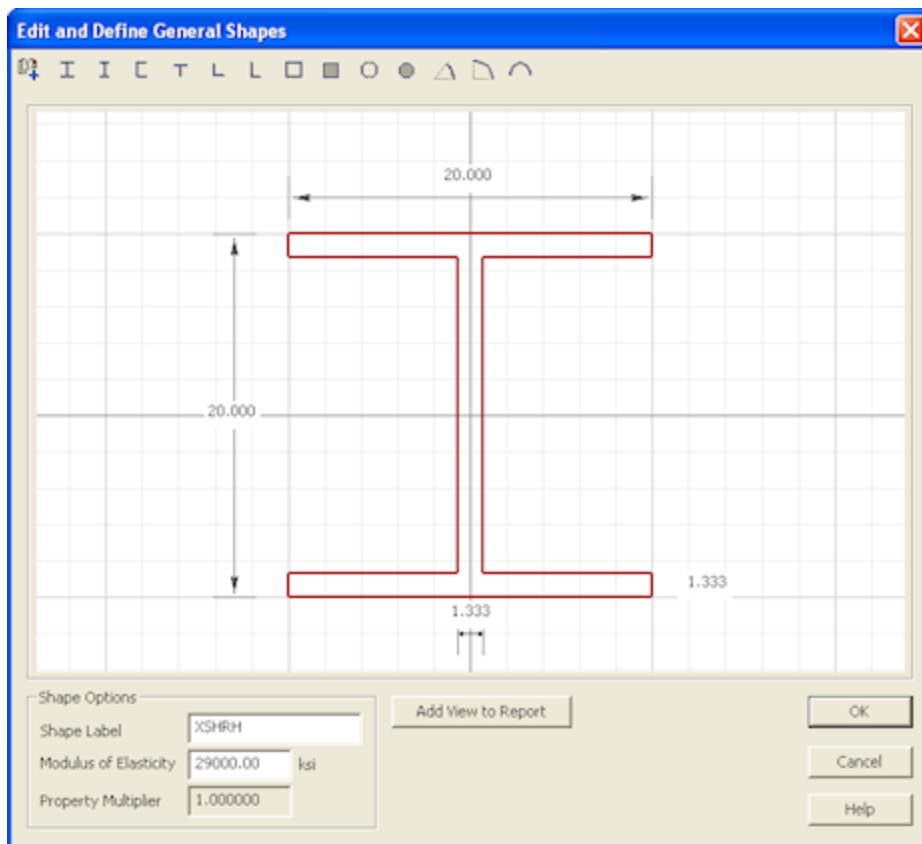 Edit and Define General Shapes
20.000
20.000
1.333
1.333
Shape Options
Shape Label XSHRH
Modulus of Elasticity 29000.00 ksi
Property Multiplier 1.000000
Add View to Report
OK
Cancel
Help